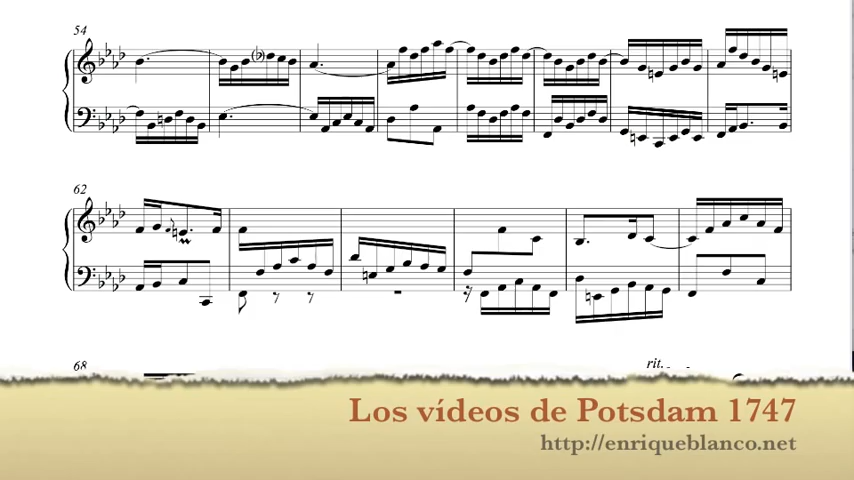 54
(b)
62
68
rit.
Los vídeos de Potsdam 1747
http://enriqueblanco.net